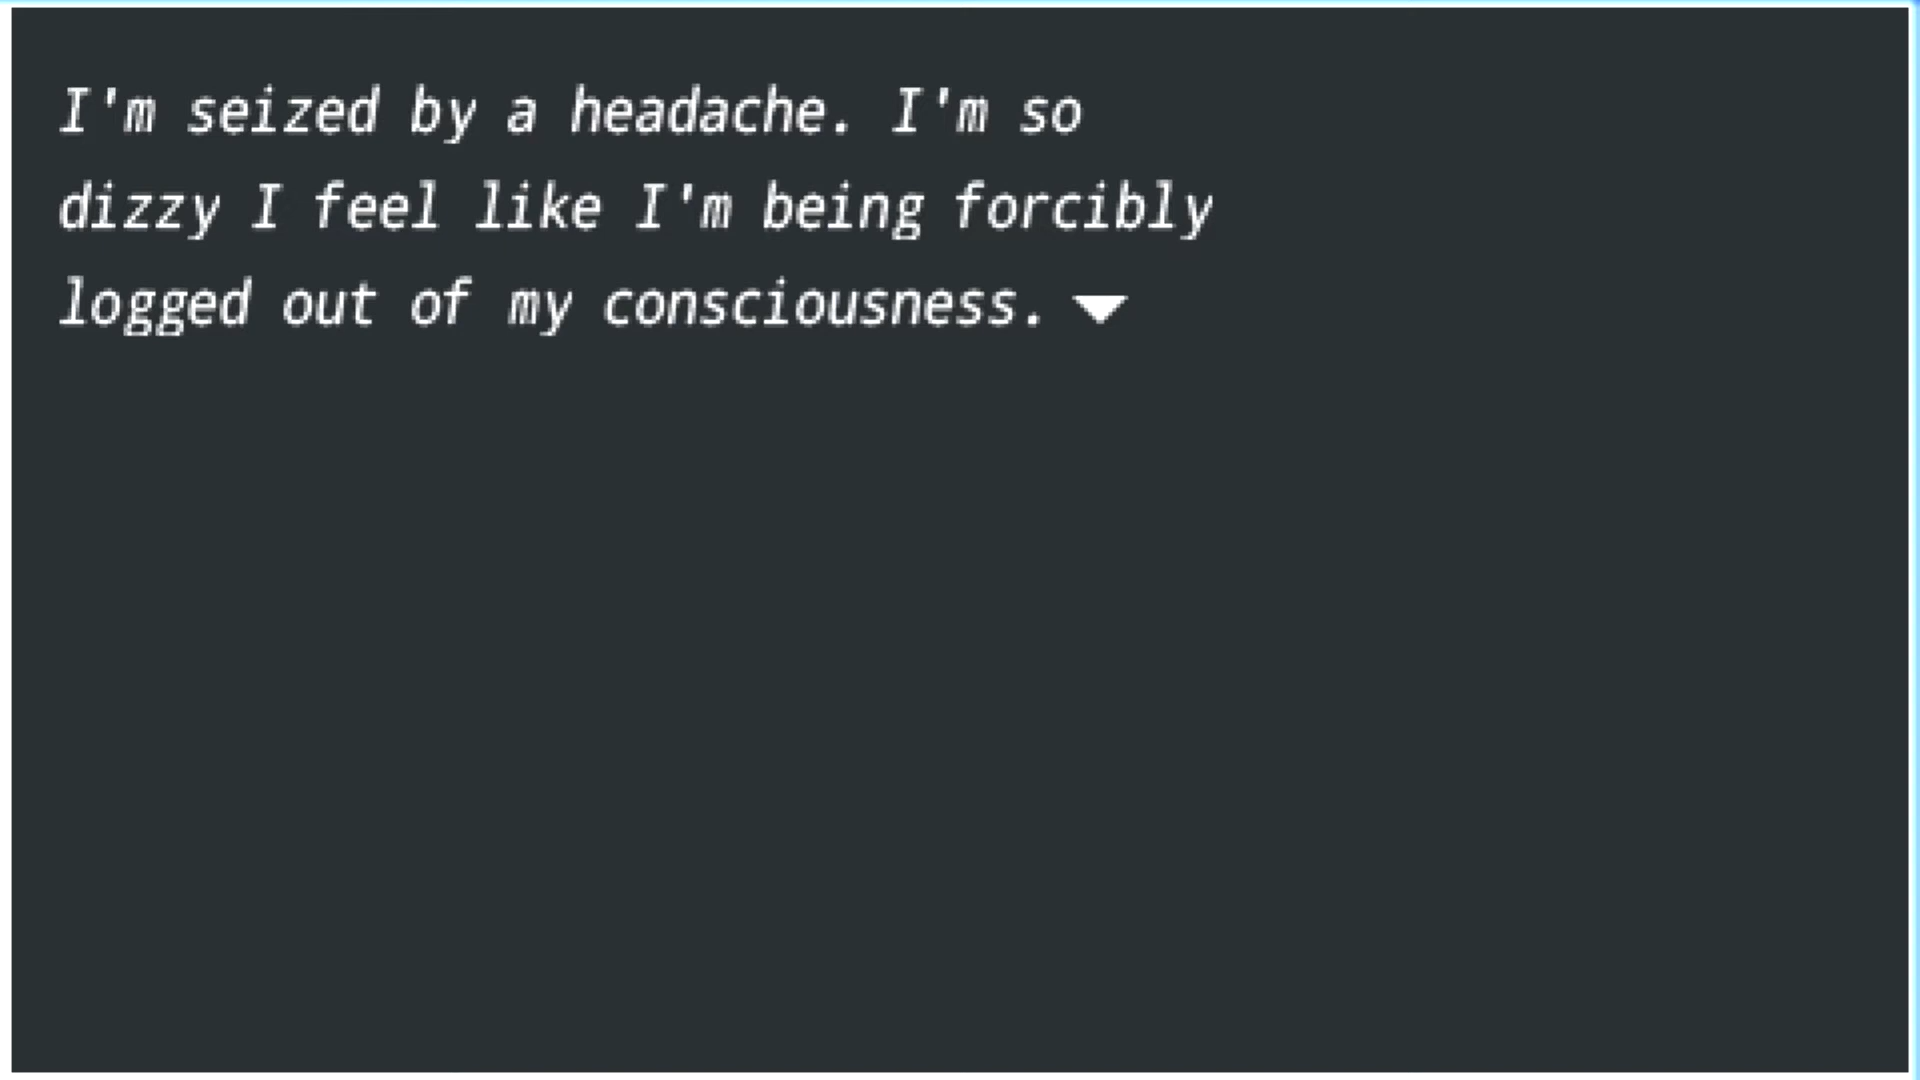 I'm seized by a headache. I'm so
dizzy I feel like I'm being forcibly
logged out of my consciousness.